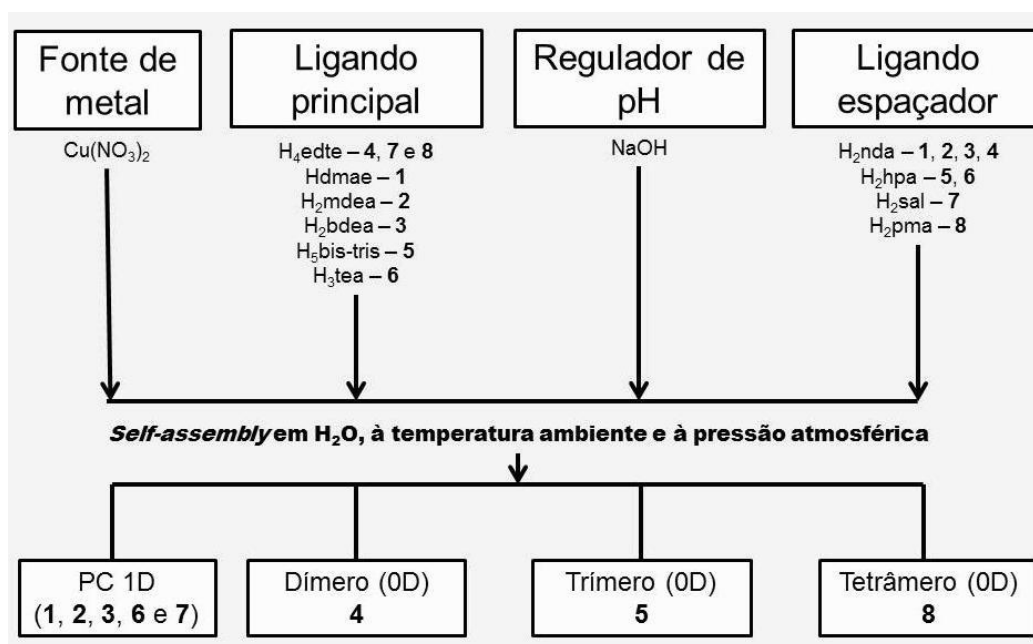 Fonte de
metal
Cu(NO₃)₂
Ligando
principal
H₄edte – 4, 7 e 8
Hdmae – 1
H₂mdea – 2
H₂bdea – 3
H₅bis-tris – 5
H₃tea – 6
Regulador de
pH
NaOH
Ligando
espaçador
H₂nda – 1, 2, 3, 4
H₂hpa – 5, 6
H₂sal – 7
H₂pma – 8
Self-assembly em H₂O, à temperatura ambiente e à pressão atmosférica
PC 1D
(1, 2, 3, 6 e 7)
Dímero (0D)
4
Trímero (0D)
5
Tetrâmero (0D)
8